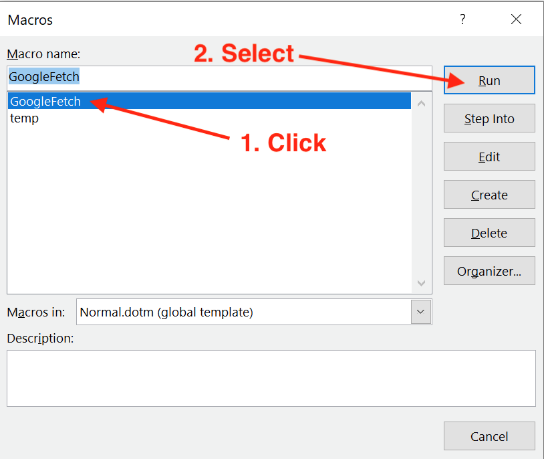 Macros
?
Macro name:
2. Select
GoogleFetch
Run
GoogleFetch
temp
1. Click
Step Into
Edit
Create
Delete
Organizer...
Macros in:
Normal.dotm (global template)
Description:
Cancel